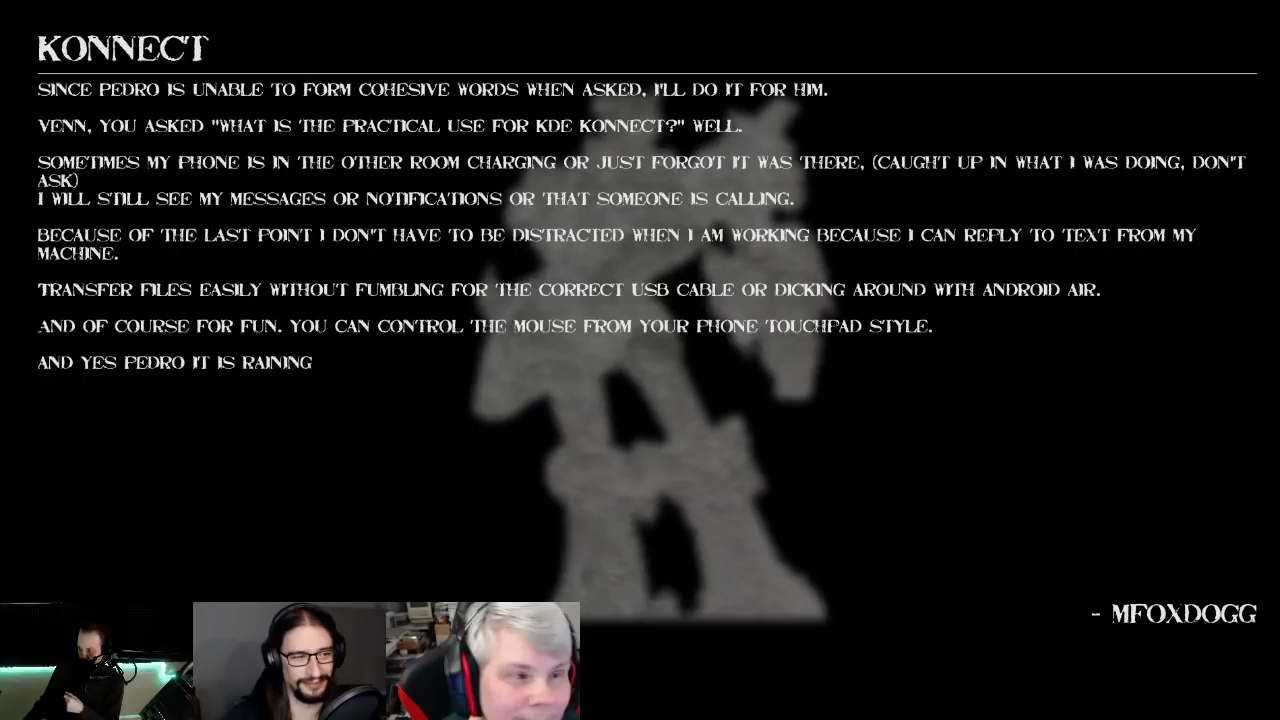 KONNECT
SINCE PEDRO IS UNABLE TO FORM COHESIVE WORDS WHEN ASKED, I'LL DO IT FOR HIM.
VENN, YOU ASKED "WHAT IS THE PRACTICAL USE FOR KDE KONNECT?" WELL.
SOMETIMES MY PHONE IS IN THE OTHER ROOM CHARGING OR JUST FORGOT IT WAS THERE, (CAUGHT UP IN WHAT I WAS DOING, DON'T
ASK)
I WILL STILL SEE MY MESSAGES OR NOTIFICATIONS OR THAT SOMEONE IS CALLING.
BECAUSE OF THE LAST POINT I DON'T HAVE TO BE DISTRACTED WHEN I AM WORKING BECAUSE I CAN REPLY TO TEXT FROM MY
MACHINE.
TRANSFER FILES EASILY WITHOUT FUMBLING FOR THE CORRECT USB CABLE OR DICKING AROUND WITH ANDROID AIR.
AND OF COURSE FOR FUN. YOU CAN CONTROL THE MOUSE FROM YOUR PHONE TOUCHPAD STYLE.
AND YES PEDRO IT IS RAINING
- MFOXDOGG